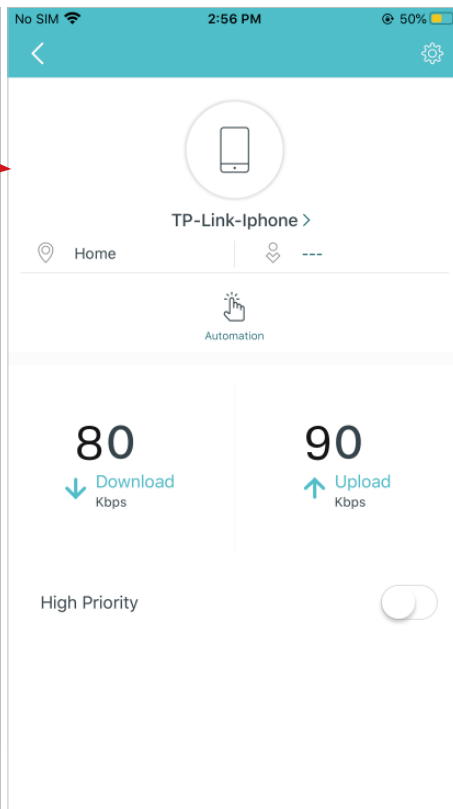 No SIM 2:56 PM 50%
TP-Link-Iphone >
Home ---
Automation
80 90
Download Upload
Kbps Kbps
High Priority